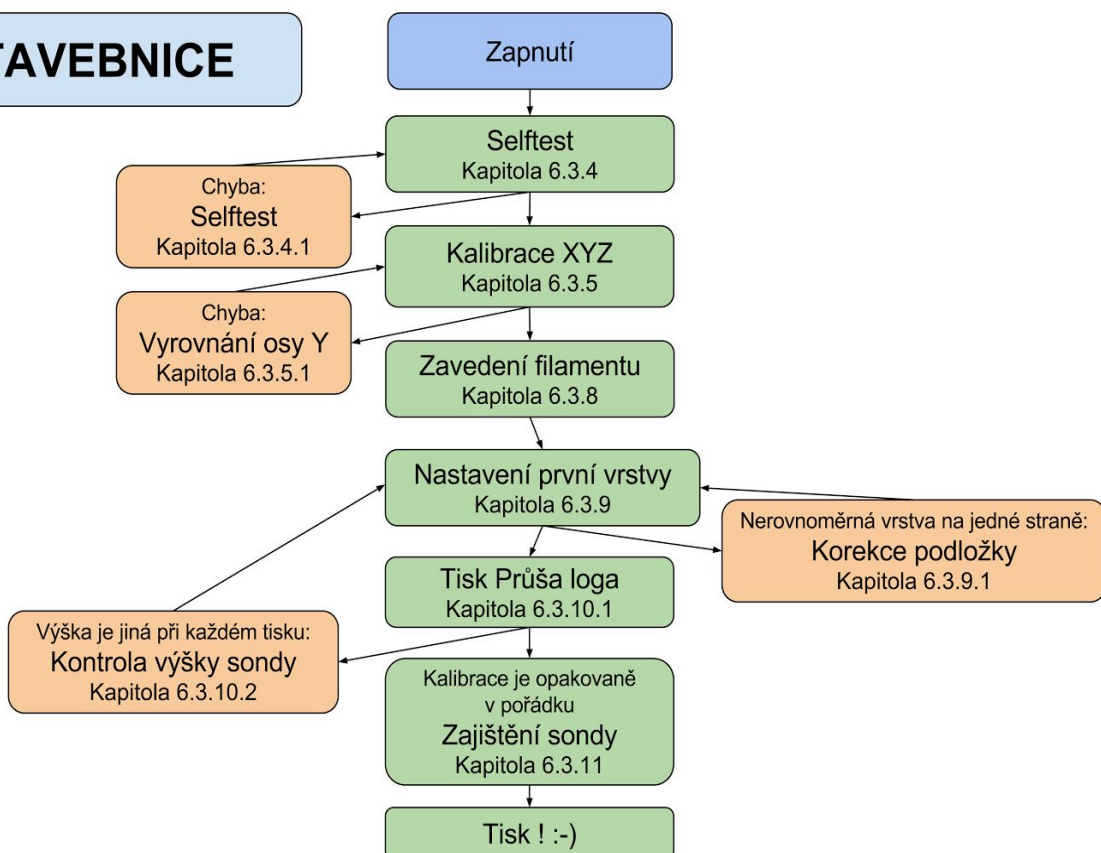 TAVEBNICE
Zapnutí
Selftest
Kapitola 6.3.4
Chyba:
Selftest
Kapitola 6.3.4.1
Kalibrace XYZ
Kapitola 6.3.5
Chyba:
Vyrovnání osy Y
Kapitola 6.3.5.1
Zavedení filamentu
Kapitola 6.3.8
Nastavení první vrstvy
Kapitola 6.3.9
Nerovnoměrná vrstva na jedné straně:
Korekce podložky
Kapitola 6.3.9.1
Tisk Průša loga
Kapitola 6.3.10.1
Výška je jiná při každém tisku:
Kontrola výšky sondy
Kapitola 6.3.10.2
Kalibrace je opakovaně
v pořádku
Zajištění sondy
Kapitola 6.3.11
Tisk ! :-)